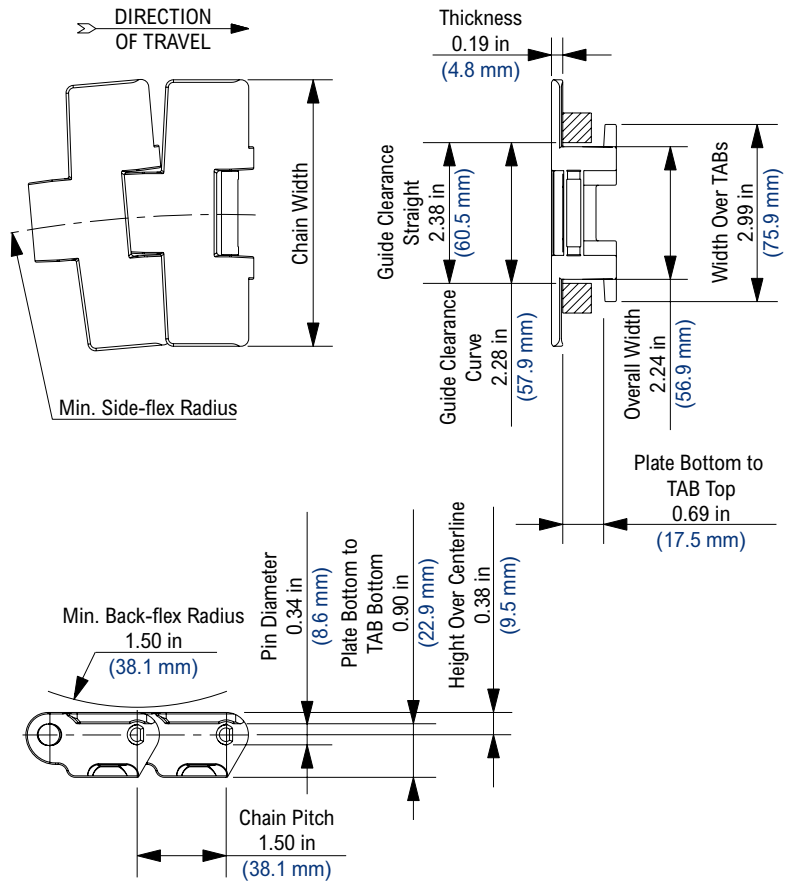 DIRECTION
OF TRAVEL
Chain Width
Min. Side-flex Radius
Thickness
0.19 in
(4.8 mm)
Guide Clearance
Straight
2.38 in
(60.5 mm)
Guide Clearance
Curve
2.28 in
(57.9 mm)
Width Over TABs
2.99 in
(75.9 mm)
Overall Width
2.24 in
(56.9 mm)
Plate Bottom to
TAB Top
0.69 in
(17.5 mm)
Min. Back-flex Radius
1.50 in
(38.1 mm)
Pin Diameter
0.34 in
(8.6 mm)
Plate Bottom to
TAB Bottom
0.90 in
(22.9 mm)
Height Over Centerline
0.38 in
(9.5 mm)
Chain Pitch
1.50 in
(38.1 mm)